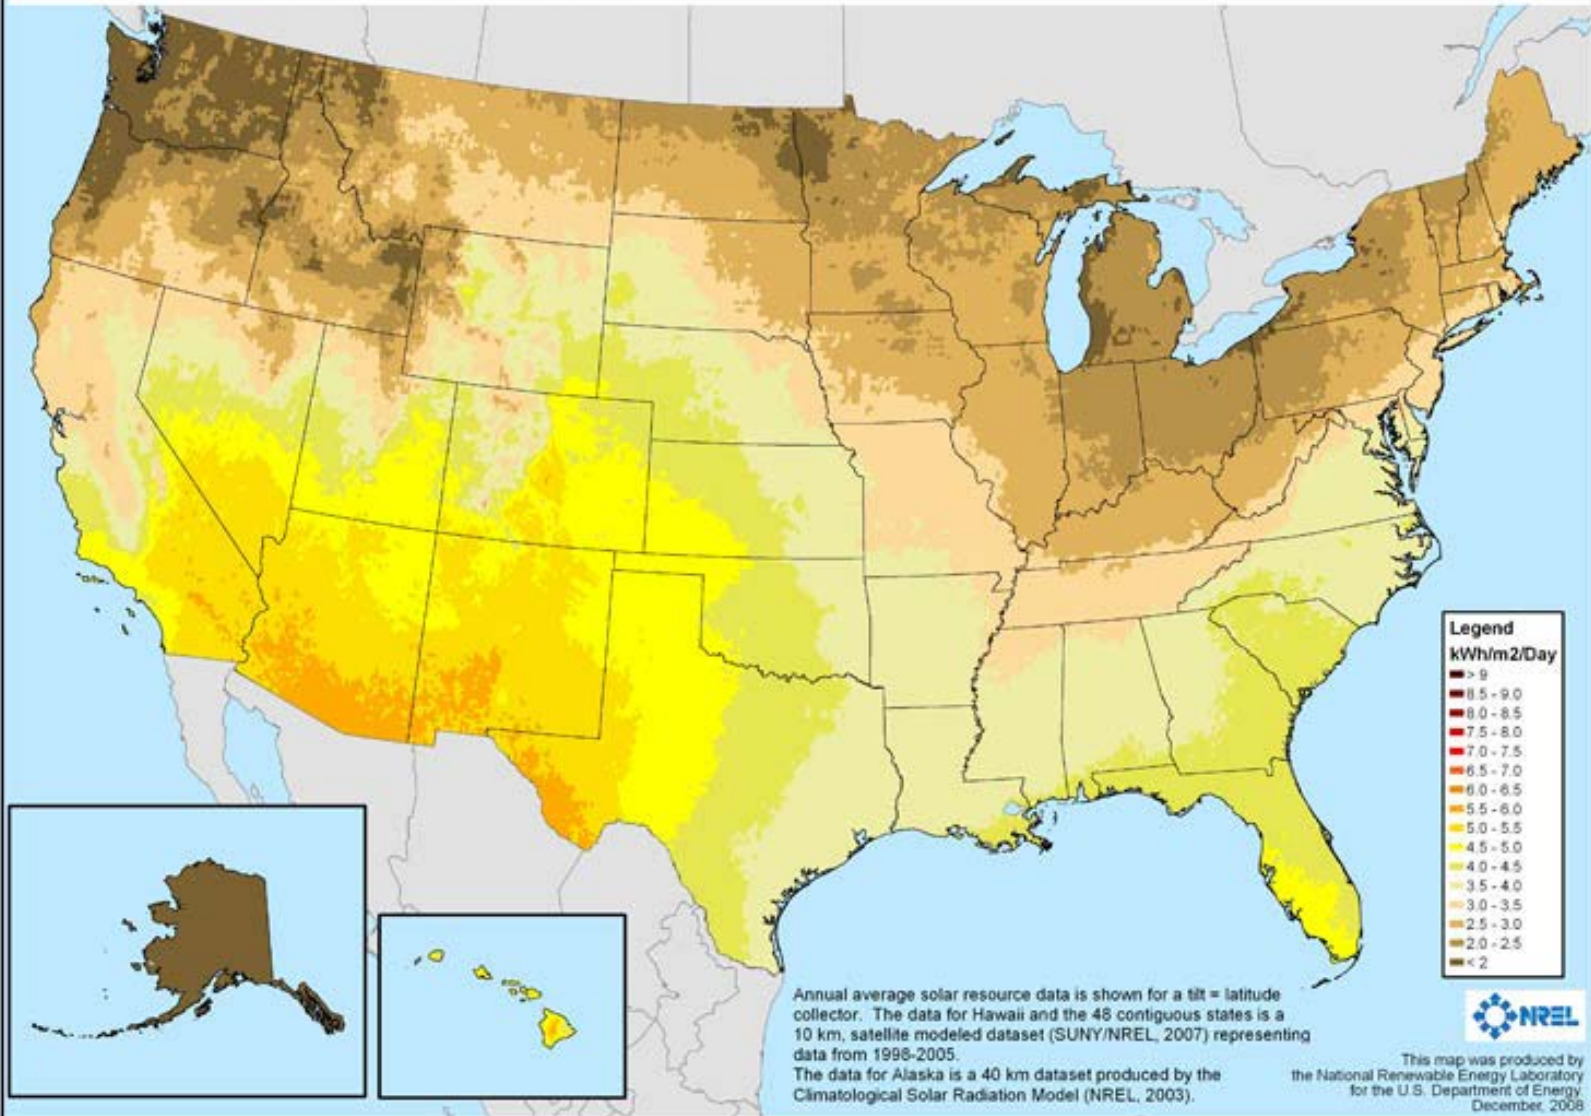 Legend
kWh/m2/Day
> 9
8.5 - 9.0
8.0 - 8.5
7.5 - 8.0
7.0 - 7.5
6.5 - 7.0
6.0 - 6.5
5.5 - 6.0
5.0 - 5.5
4.5 - 5.0
4.0 - 4.5
3.5 - 4.0
3.0 - 3.5
2.5 - 3.0
2.0 - 2.5
< 2
Annual average solar resource data is shown for a tilt = latitude
collector. The data for Hawaii and the 48 contiguous states is a
10 km, satellite modeled dataset (SUNY/NREL, 2007) representing
data from 1998-2005.
The data for Alaska is a 40 km dataset produced by the
Climatological Solar Radiation Model (NREL, 2003).
NREL
This map was produced by
the National Renewable Energy Laboratory
for the U.S. Department of Energy.
December, 2008